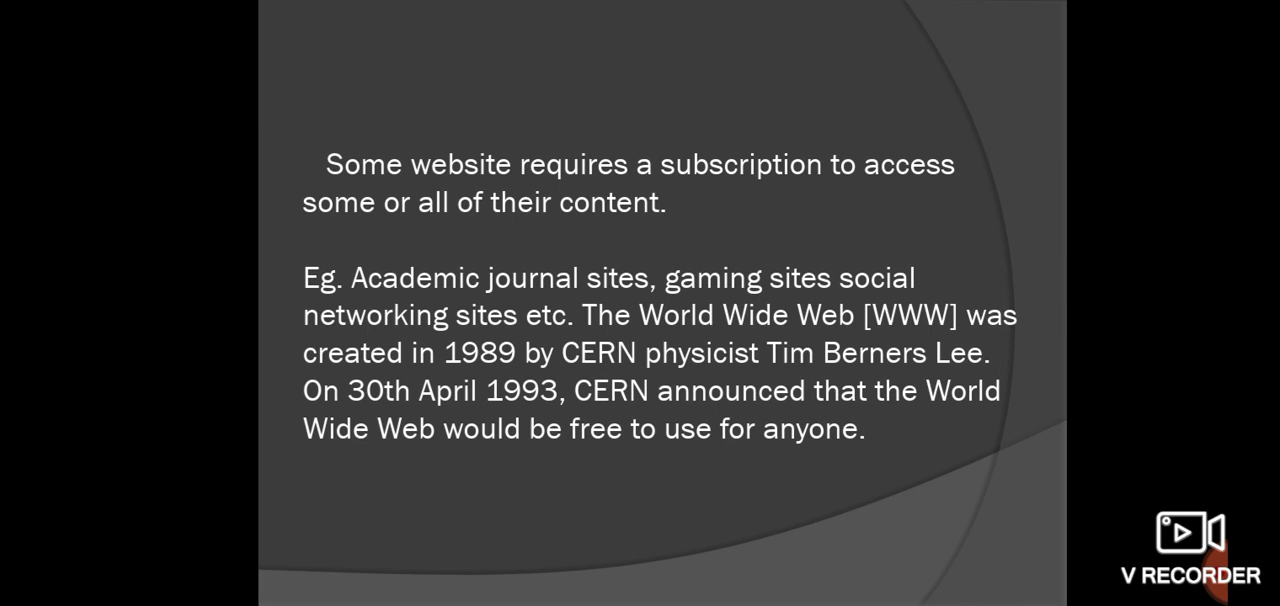 Some website requires a subscription to access
some or all of their content.
Eg. Academic journal sites, gaming sites social
networking sites etc. The World Wide Web [WWW] was
created in 1989 by CERN physicist Tim Berners Lee.
On 30th April 1993, CERN announced that the World
Wide Web would be free to use for anyone.
V RECORDER